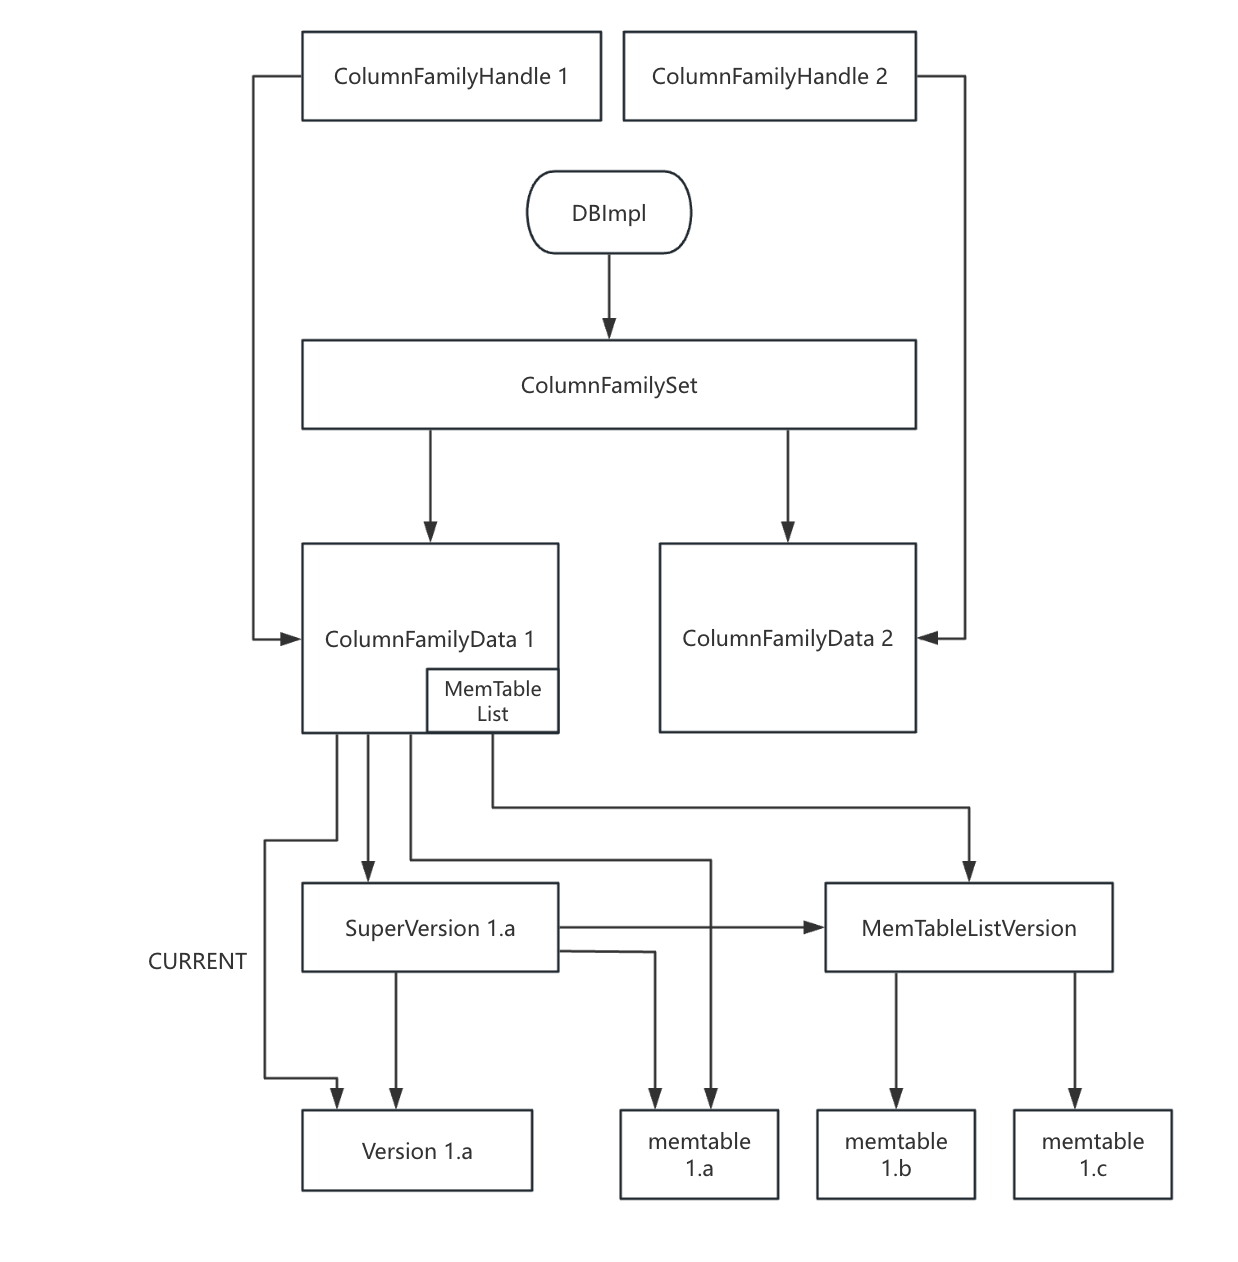 ColumnFamilyHandle 1
ColumnFamilyHandle 2
DBImpl
ColumnFamilySet
ColumnFamilyData 1
ColumnFamilyData 2
MemTable
List
SuperVersion 1.a
MemTableListVersion
CURRENT
Version 1.a
memtable
1.a
memtable
1.b
memtable
1.c